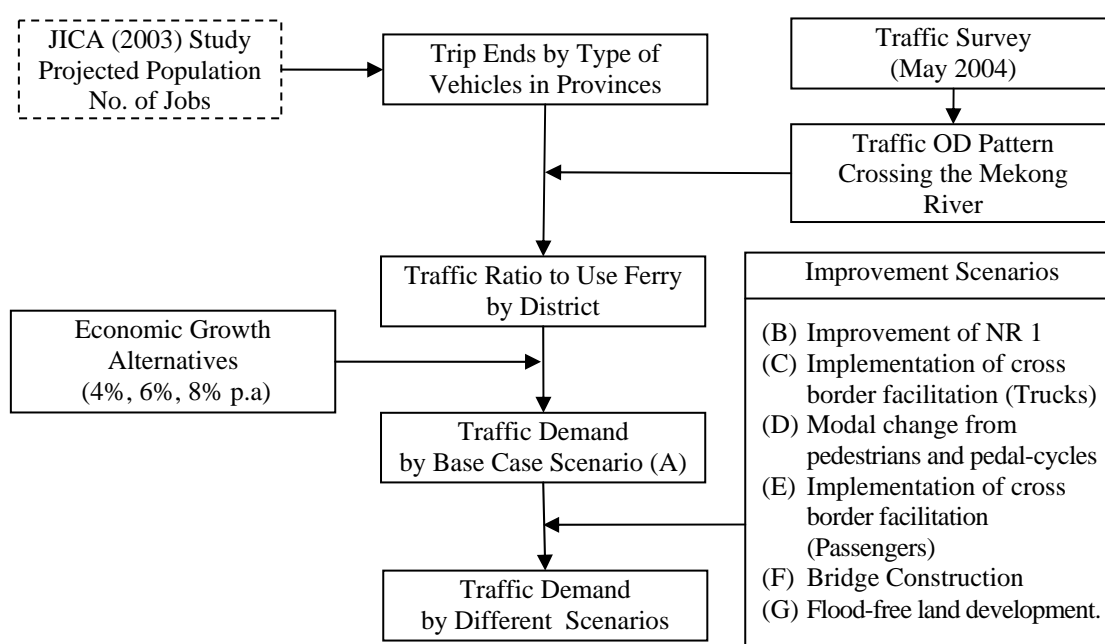 JICA (2003) Study
Projected Population
No. of Jobs
Trip Ends by Type of
Vehicles in Provinces
Traffic Survey
(May 2004)
Traffic OD Pattern
Crossing the Mekong
River
Traffic Ratio to Use Ferry
by District
Economic Growth
Alternatives
(4%, 6%, 8% p.a)
Traffic Demand
by Base Case Scenario (A)
Traffic Demand
by Different Scenarios
Improvement Scenarios
(B) Improvement of NR 1
(C) Implementation of cross
border facilitation (Trucks)
(D) Modal change from
pedestrians and pedal-cycles
(E) Implementation of cross
border facilitation
(Passengers)
(F) Bridge Construction
(G) Flood-free land development.